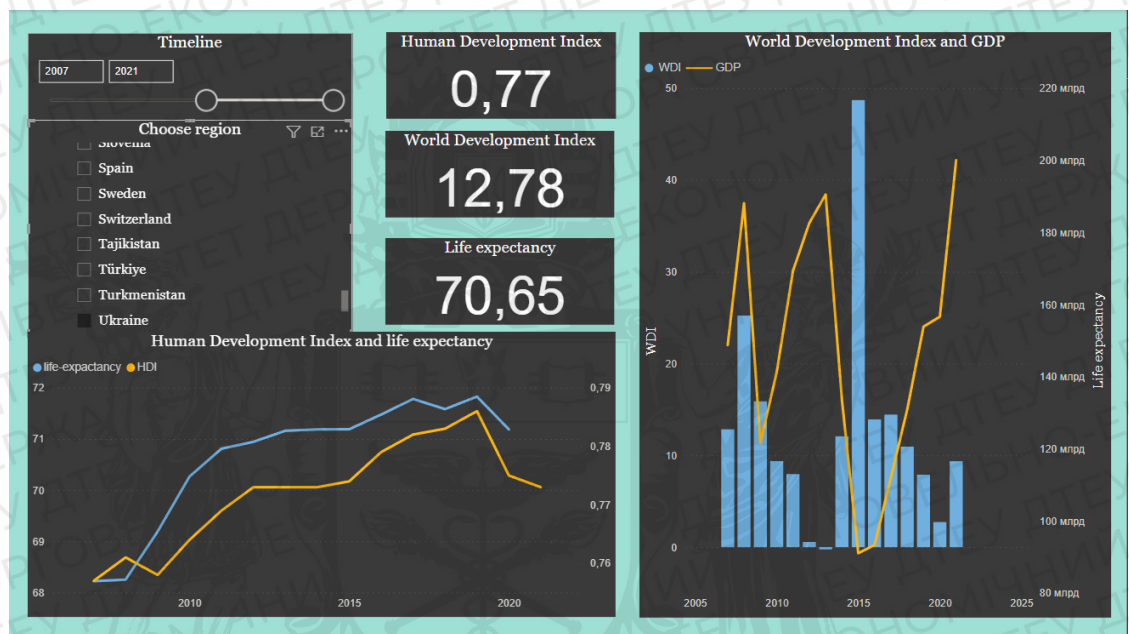 Timeline
2007 2021
Choose region
Slovenia
Spain
Sweden
Switzerland
Tajikistan
Türkiye
Turkmenistan
Ukraine
Human Development Index
0,77
World Development Index
12,78
Life expectancy
70,65
Human Development Index and life expectancy
life-expactancy HDI
72
71
70
69
68
0,79
0,78
0,77
0,76
2010 2015 2020
World Development Index and GDP
WDI GDP
50
40
30
20
10
0
WDI
220 млрд
200 млрд
180 млрд
160 млрд
140 млрд
120 млрд
100 млрд
80 млрд
Life expectancy
2005 2010 2015 2020 2025